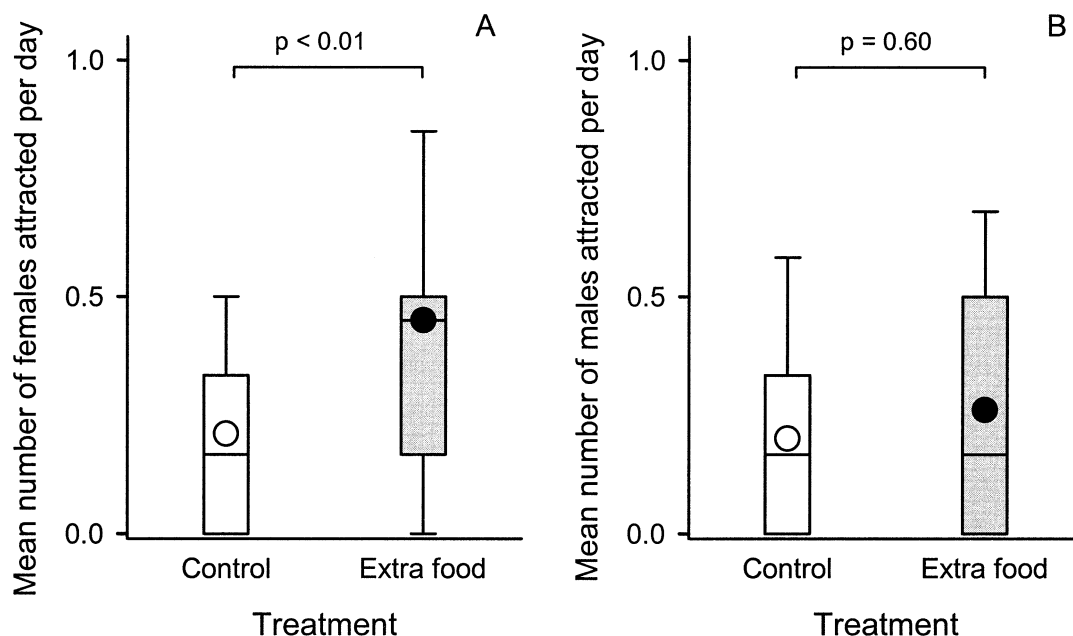 A
p < 0.01
Mean number of females attracted per day
1.0
0.5
0.0
Control
Extra food
Treatment
B
p = 0.60
Mean number of males attracted per day
1.0
0.5
0.0
Control
Extra food
Treatment